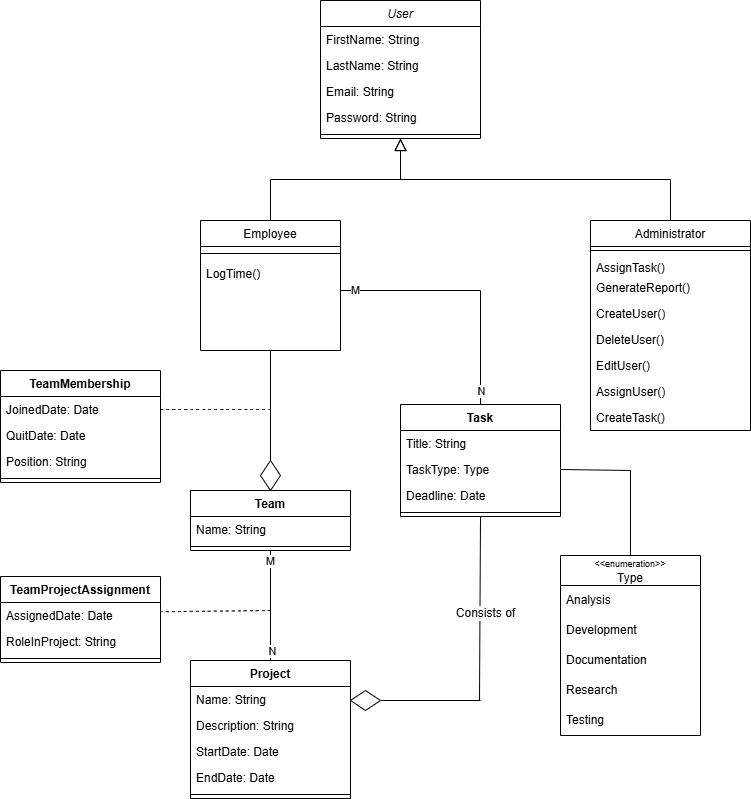 User
FirstName: String
LastName: String
Email: String
Password: String
Employee
LogTime()
Administrator
AssignTask()
GenerateReport()
CreateUser()
DeleteUser()
EditUser()
AssignUser()
CreateTask()
M
N
TeamMembership
JoinedDate: Date
QuitDate: Date
Position: String
Task
Title: String
TaskType: Type
Deadline: Date
Team
Name: String
M
N
TeamProjectAssignment
AssignedDate: Date
RoleInProject: String
Consists of
<<enumeration>>
Type
Analysis
Development
Documentation
Research
Testing
Project
Name: String
Description: String
StartDate: Date
EndDate: Date